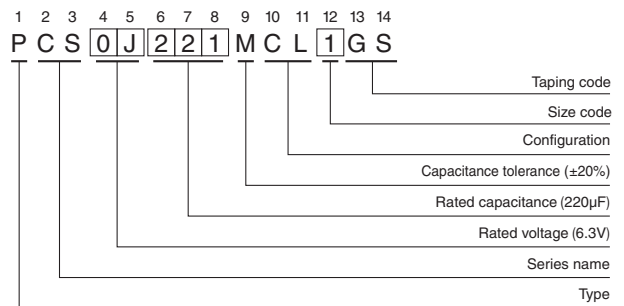 1 2 3 4 5 6 7 8 9 10 11 12 13 14
P C S 0 J 2 2 1 M C L 1 G S
Taping code
Size code
Configuration
Capacitance tolerance (±20%)
Rated capacitance (220µF)
Rated voltage (6.3V)
Series name
Type